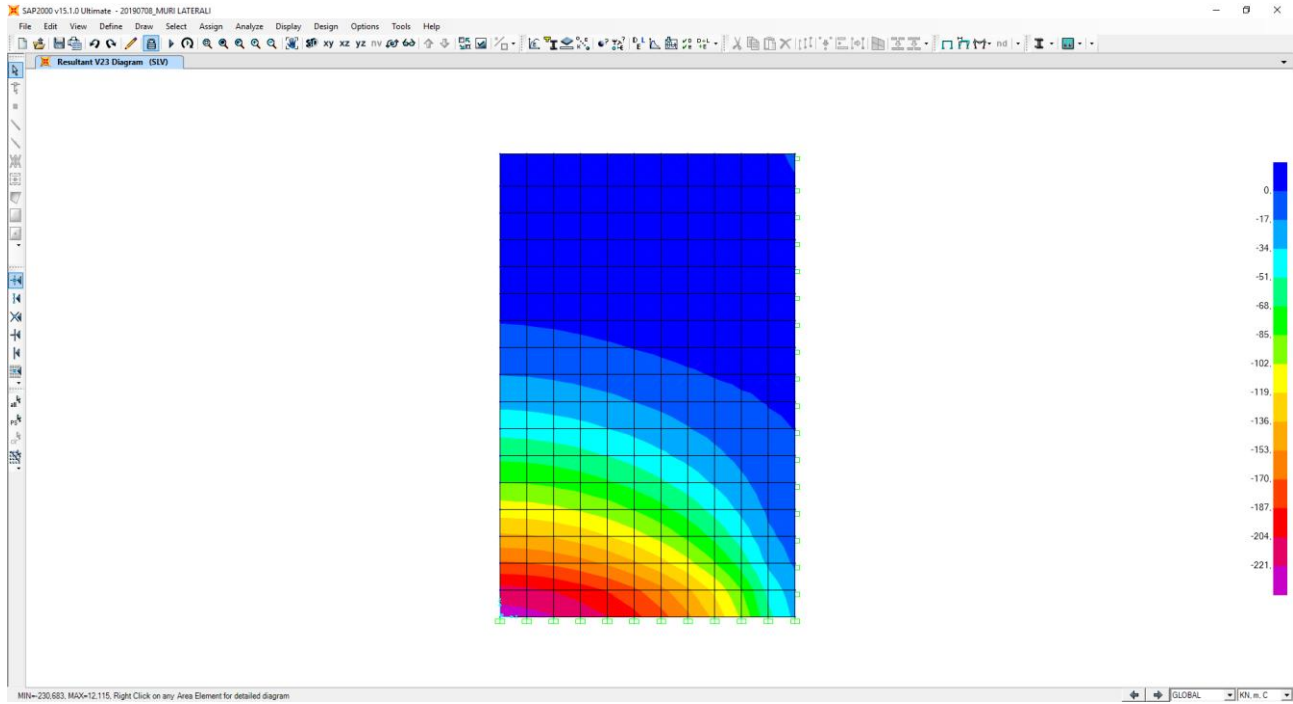 SAP2000 v15.1.0 Ultimate - 20190708_MURI LATERALI
File Edit View Define Draw Select Assign Analyze Display Design Options Tools Help
xy xz yz nv nd
Resultant V23 Diagram (SLV)
0,
-17,
-34,
-51,
-68,
-85,
-102,
-119,
-136,
-153,
-170,
-187,
-204,
-221,
MIN=-230,683, MAX=12,115, Right Click on any Area Element for detailed diagram
GLOBAL
KN, m, C